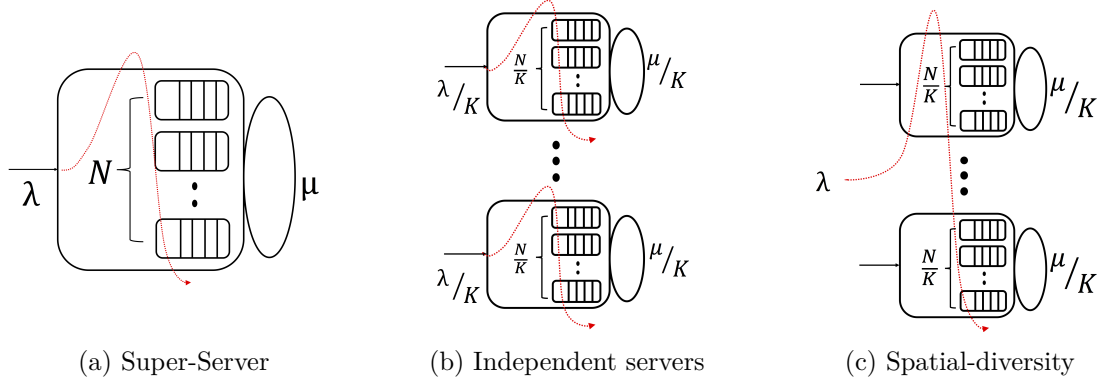 λ
N
μ
(a) Super-Server
λ/K
N/K
μ/K
λ/K
N/K
μ/K
(b) Independent servers
λ
N/K
μ/K
N/K
μ/K
(c) Spatial-diversity